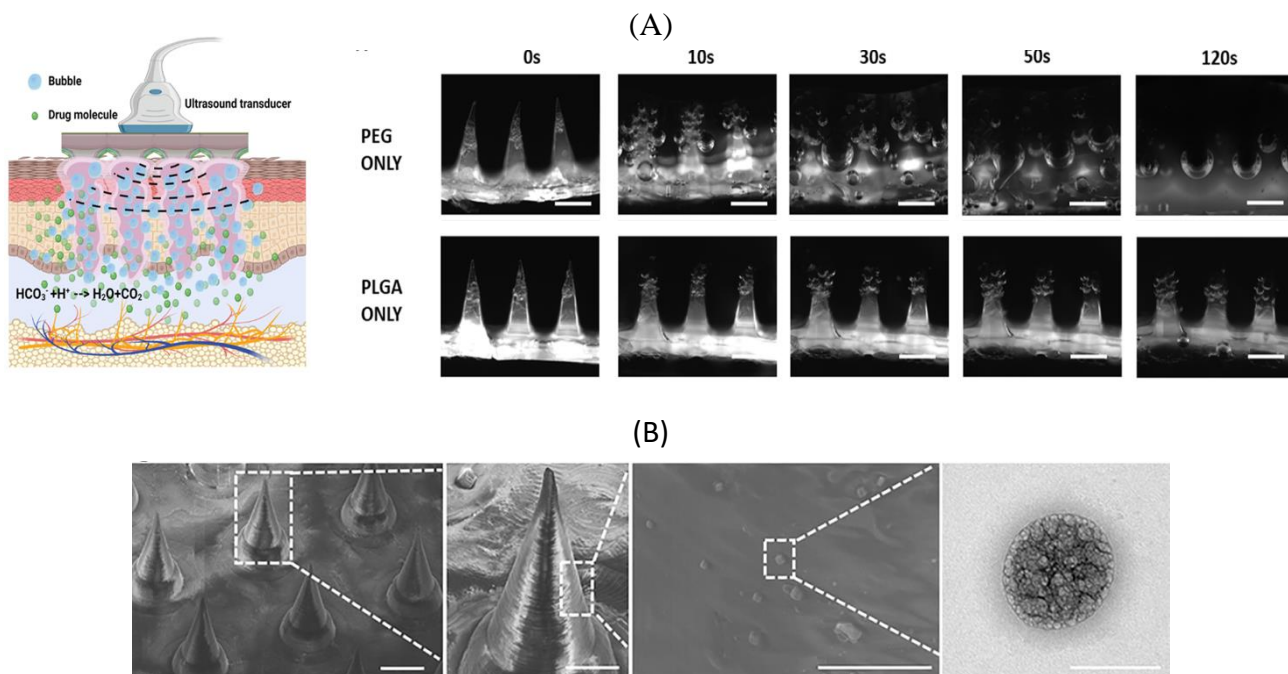 (A)
0s 10s 30s 50s 120s
Bubble
Drug molecule
Ultrasound transducer
PEG
ONLY
PLGA
ONLY
HCO₃⁻ +H⁺ --> H₂O+CO₂
(B)